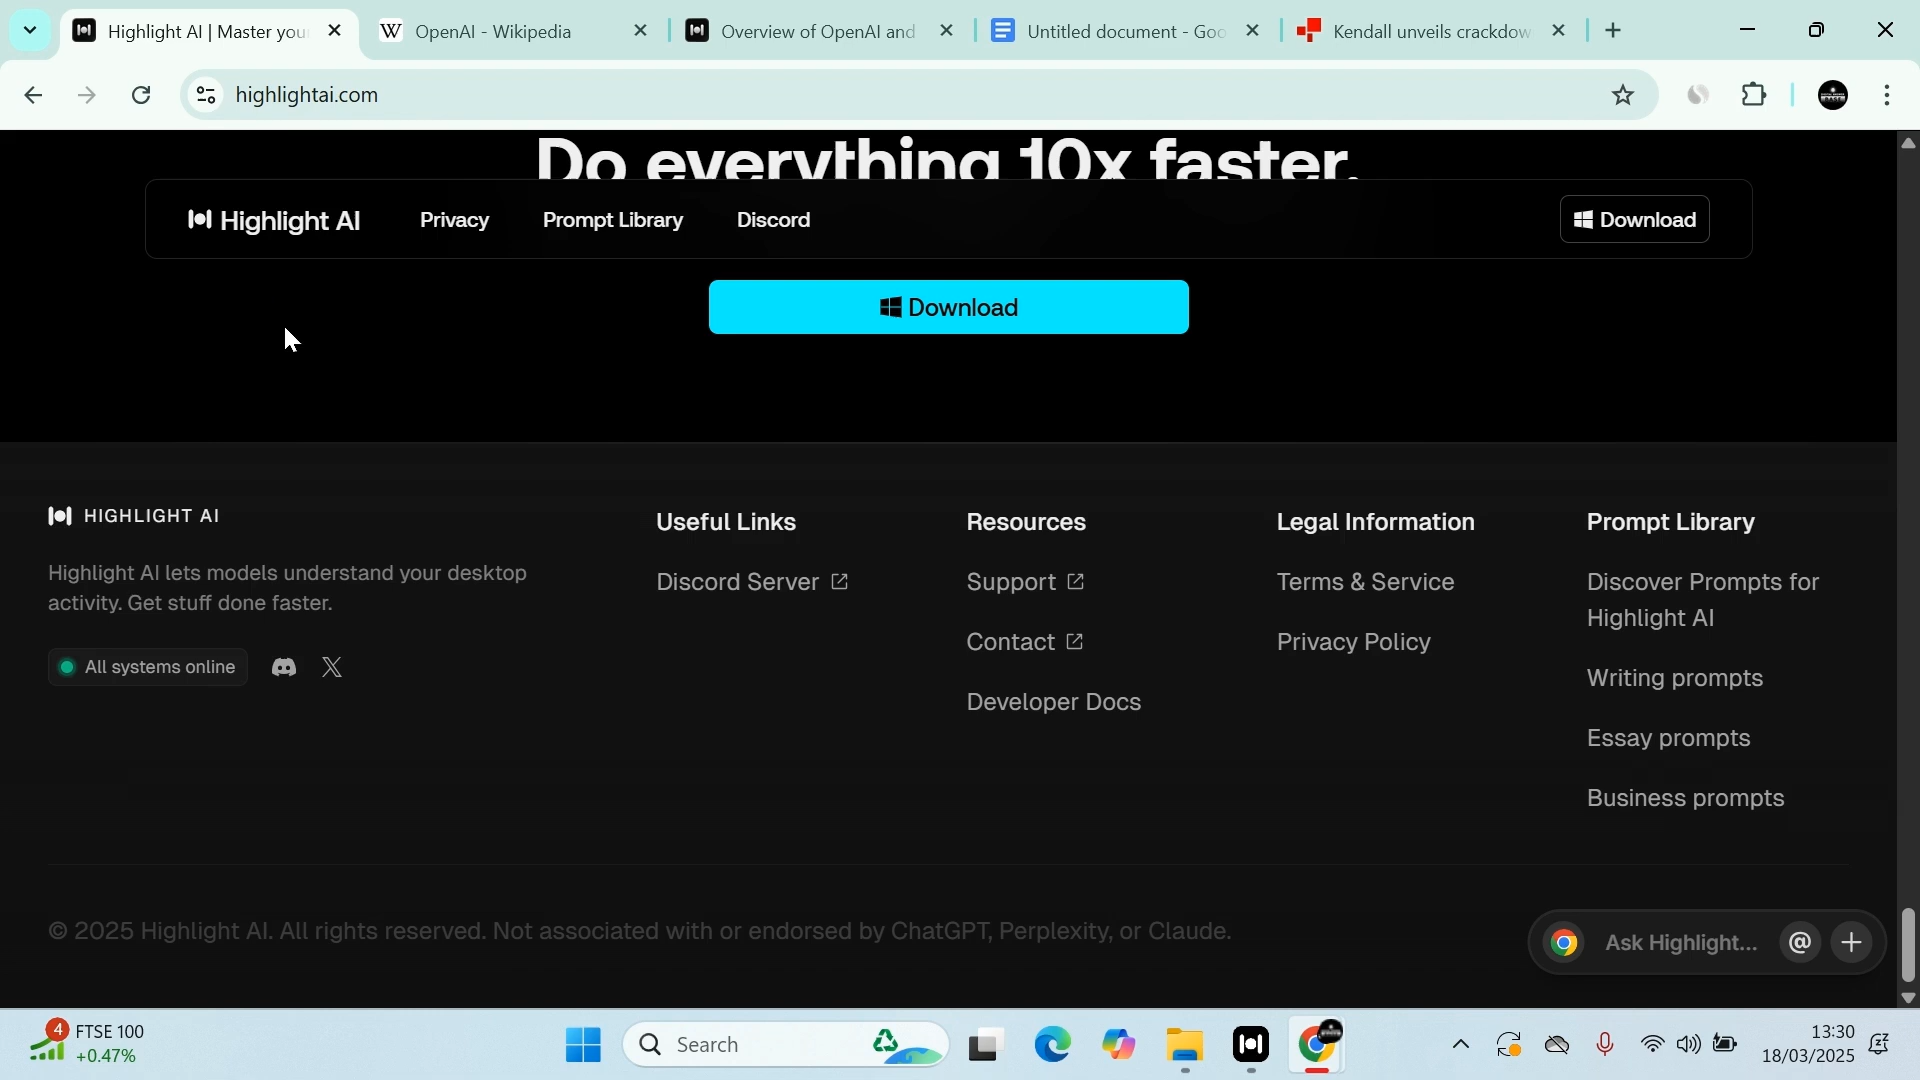 Highlight AI | Master you
OpenAI - Wikipedia
Overview of OpenAI and
Untitled document - Goo
Kendall unveils crackdow
highlightai.com
Do everything 10x faster.
Highlight AI
Privacy
Prompt Library
Discord
Download
Download
HIGHLIGHT AI
Highlight AI lets models understand your desktop
activity. Get stuff done faster.
All systems online
Useful Links
Discord Server
Resources
Support
Contact
Developer Docs
Legal Information
Terms & Service
Privacy Policy
Prompt Library
Discover Prompts for
Highlight AI
Writing prompts
Essay prompts
Business prompts
© 2025 Highlight AI. All rights reserved. Not associated with or endorsed by ChatGPT, Perplexity, or Claude.
Ask Highlight...
4
FTSE 100
+0.47%
Search
13:30
18/03/2025